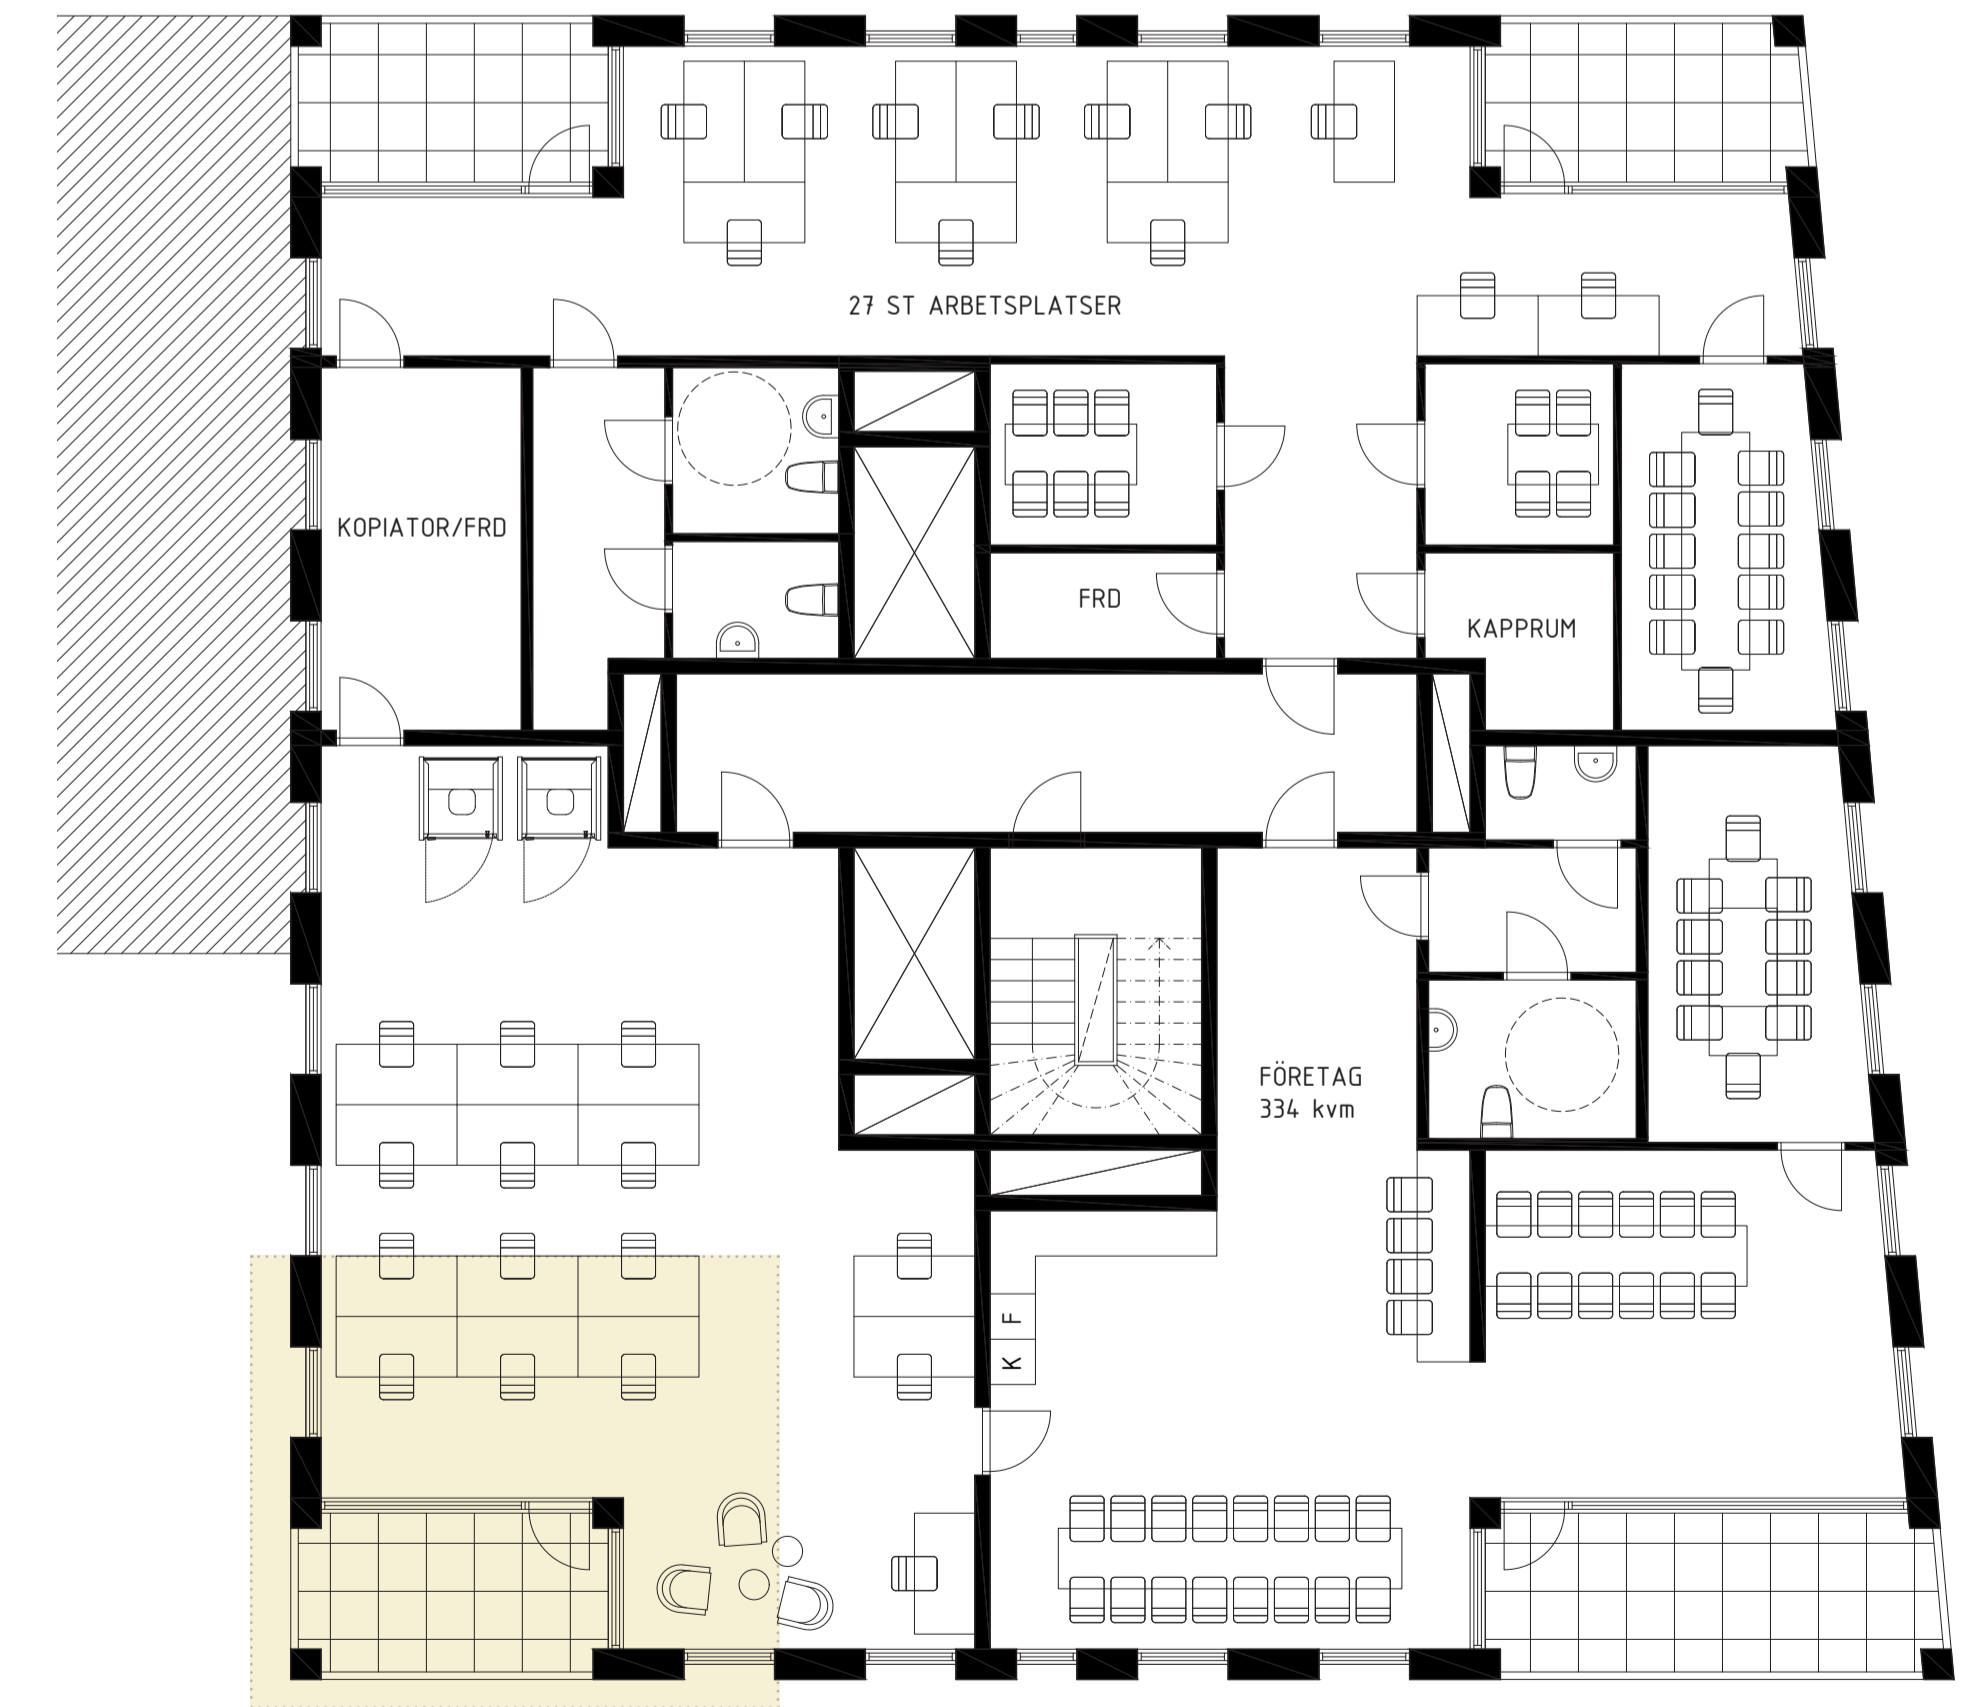 27 ST ARBETSPLATSER
KOPIATOR/FRD
FRD
KAPPRUM
FÖRETAG
334 kvm
F
K